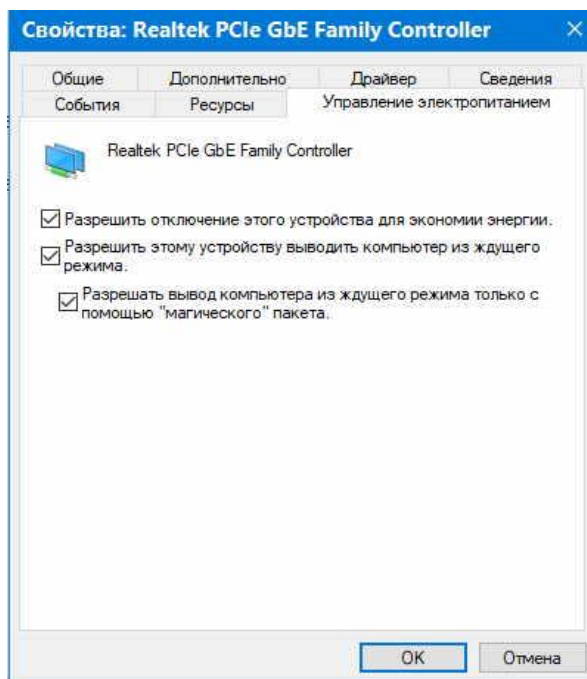 Свойства: Realtek PCIe GbE Family Controller
Общие Дополнительно Драйвер Сведения
События Ресурсы Управление электропитанием
Realtek PCIe GbE Family Controller
Разрешить отключение этого устройства для экономии энергии.
Разрешить этому устройству выводить компьютер из ждущего
режима.
Разрешать вывод компьютера из ждущего режима только с
помощью "магического" пакета.
OK Отмена